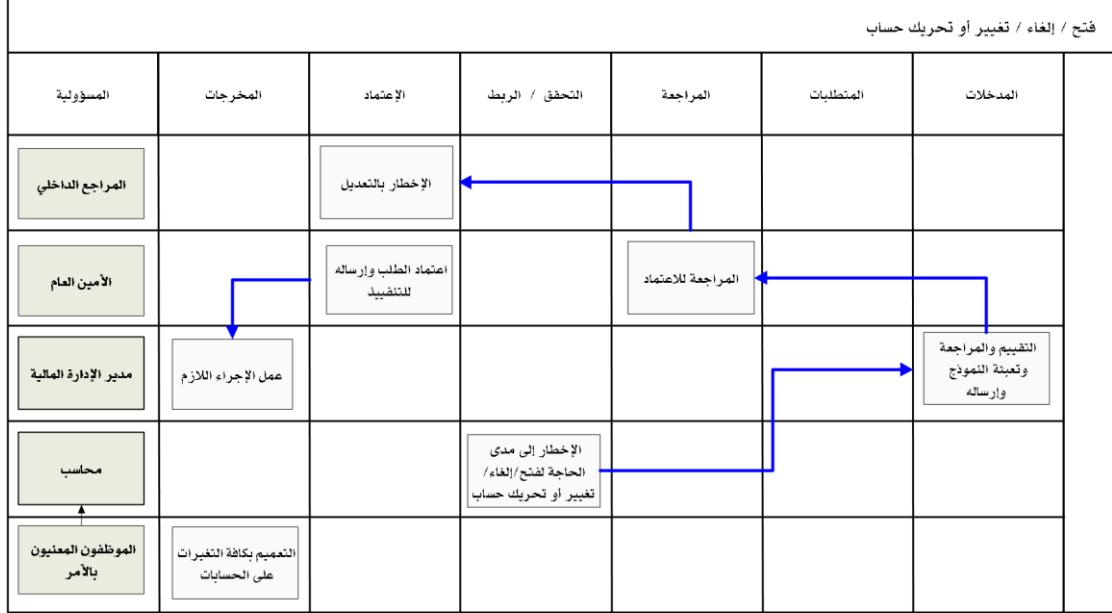 فتح / إلغاء / تغيير أو تحريك حساب
المدخلات
المتطلبات
المراجعة
التحقق / الربط
الإعتماد
المخرجات
المسؤولية
الإخطار بالتعديل
المراجع الداخلي
المراجعة للاعتماد
اعتماد الطلب وإرساله
للتنفييذ
الأمين العام
التقييم والمراجعة
وتعبئة النموذج
وإرساله
عمل الإجراء اللازم
مدير الإدارة المالية
الإخطار إلى مدى
الحاجة لفتح/إلغاء/
تغيير أو تحريك حساب
محاسب
التعميم بكافة التغيرات
على الحسابات
الموظفون المعنيون
بالأمر